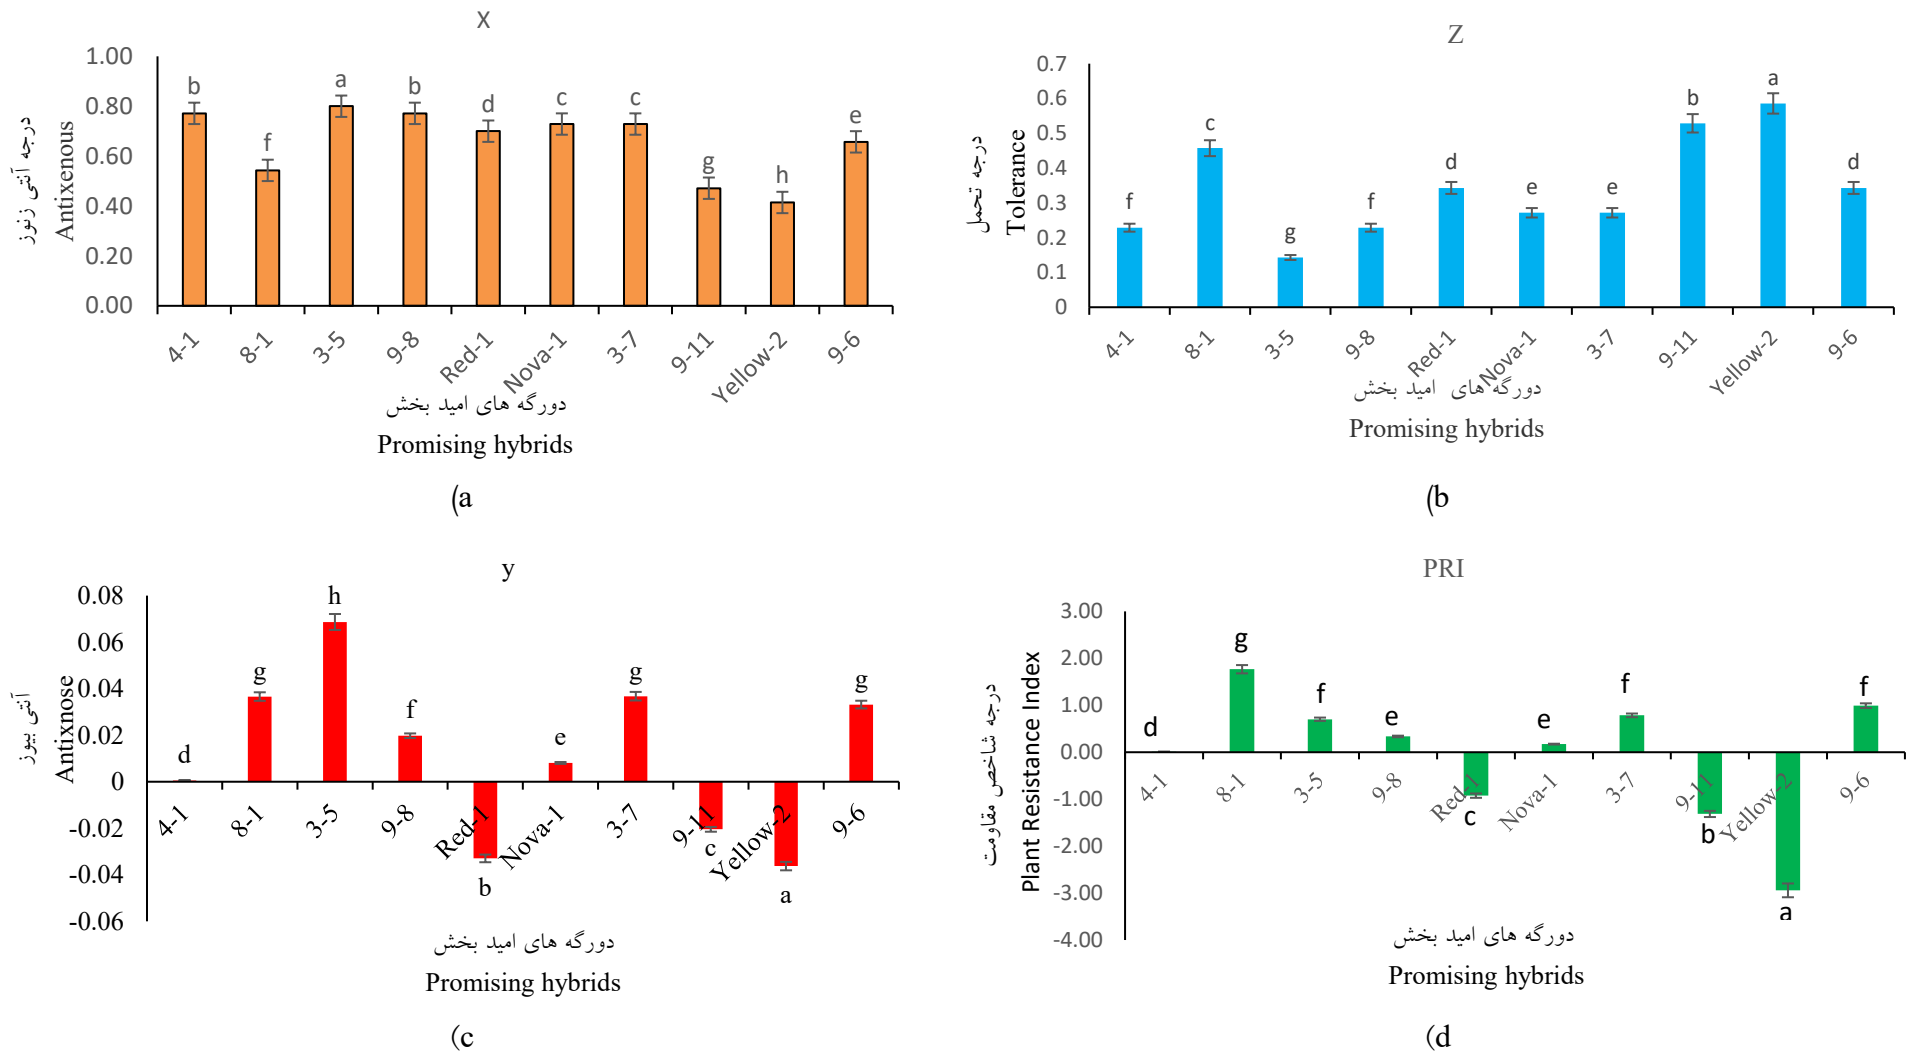 X
درجه آنتی زنوز
Antixenous
1.00
0.80
0.60
0.40
0.20
0.00
b
f
a
b
d
c
c
g
h
e
4-1
8-1
3-5
9-8
Red-1
Nova-1
3-7
9-11
Yellow-2
9-6
دورگه های امید بخش
Promising hybrids
(a
Z
درجه تحمل
Tolerance
0.7
0.6
0.5
0.4
0.3
0.2
0.1
0
f
c
g
f
d
e
e
b
a
d
4-1
8-1
3-5
9-8
Red-1
Nova-1
3-7
9-11
Yellow-2
9-6
دورگه های امید بخش
Promising hybrids
(b
y
آنتی بیوز
Antixnose
0.08
0.06
0.04
0.02
0
-0.02
-0.04
-0.06
d
g
h
f
b
e
g
c
a
g
4-1
8-1
3-5
9-8
Red-1
Nova-1
3-7
9-11
Yellow-2
9-6
دورگه های امید بخش
Promising hybrids
(c
PRI
درجه شاخص مقاومت
Plant Resistance Index
3.00
2.00
1.00
0.00
-1.00
-2.00
-3.00
-4.00
d
g
f
e
c
e
f
b
a
f
4-1
8-1
3-5
9-8
Red-1
Nova-1
3-7
9-11
Yellow-2
9-6
دورگه های امید بخش
Promising hybrids
(d